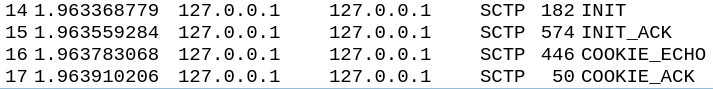 14 1.963368779 127.0.0.1 127.0.0.1 SCTP 182 INIT
15 1.963559284 127.0.0.1 127.0.0.1 SCTP 574 INIT_ACK
16 1.963783068 127.0.0.1 127.0.0.1 SCTP 446 COOKIE_ECHO
17 1.963910206 127.0.0.1 127.0.0.1 SCTP 50 COOKIE_ACK